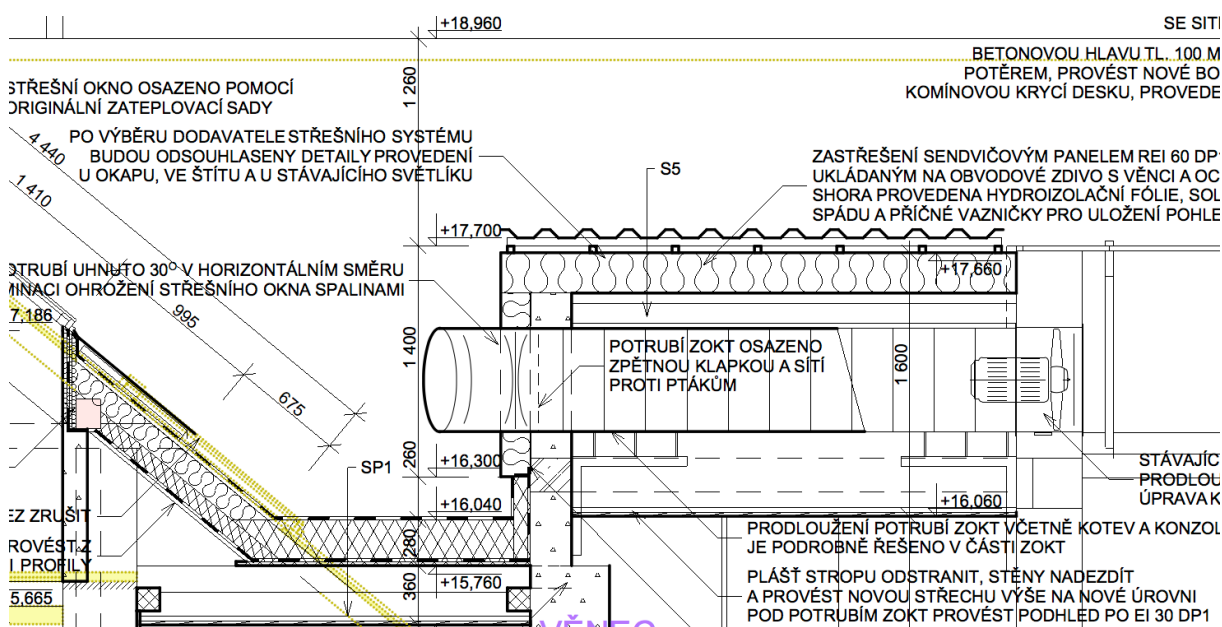 +18,960
SE SITI
BETONOVOU HLAVU TL. 100 M
POTĚREM, PROVÉST NOVÉ BO
KOMÍNOVOU KRYCÍ DESKU, PROVEDE
1 260
STŘEŠNÍ OKNO OSAZENO POMOCÍ
ORIGINÁLNÍ ZATEPLOVACÍ SADY
4 440
PO VÝBĚRU DODAVATELE STŘEŠNÍHO SYSTÉMU
BUDOU ODSOUHLASENY DETAILY PROVEDENÍ
U OKAPU, VE ŠTÍTU A U STÁVAJÍCÍHO SVĚTLÍKU
1 410
S5
ZASTŘEŠENÍ SENDVIČOVÝM PANELEM REI 60 DP1
UKLÁDANÝM NA OBVODOVÉ ZDIVO S VĚNCI A OC
SHORA PROVEDENA HYDROIZOLAČNÍ FÓLIE, SOL
SPÁDU A PŘÍČNÉ VAZNIČKY PRO ULOŽENÍ POHLE
+17,700
OTRUBÍ UHNUTO 30° V HORIZONTÁLNÍM SMĚRU
MINACI OHROŽENÍ STŘEŠNÍHO OKNA SPALINAMI
+17,660
7,186
995
1 400
POTRUBÍ ZOKT OSAZENO
ZPĚTNOU KLAPKOU A SÍTÍ
PROTI PTÁKŮM
1 600
675
260
+16,300
SP1
STÁVAJÍC
PRODLOU
ÚPRAVA K
+16,040
+16,060
EZ ZRUŠIT
ROVÉST Z
I PROFILY
280
PRODLOUŽENÍ POTRUBÍ ZOKT VČETNĚ KOTEV A KONZOL
JE PODROBNĚ ŘEŠENO V ČÁSTI ZOKT
+15,760
360
5,665
PLÁŠŤ STROPU ODSTRANIT, STĚNY NADEZDÍT
A PROVÉST NOVOU STŘECHU VÝŠE NA NOVÉ ÚROVNI
POD POTRUBÍM ZOKT PROVÉST PODHLED PO EI 30 DP1
VĚNEC